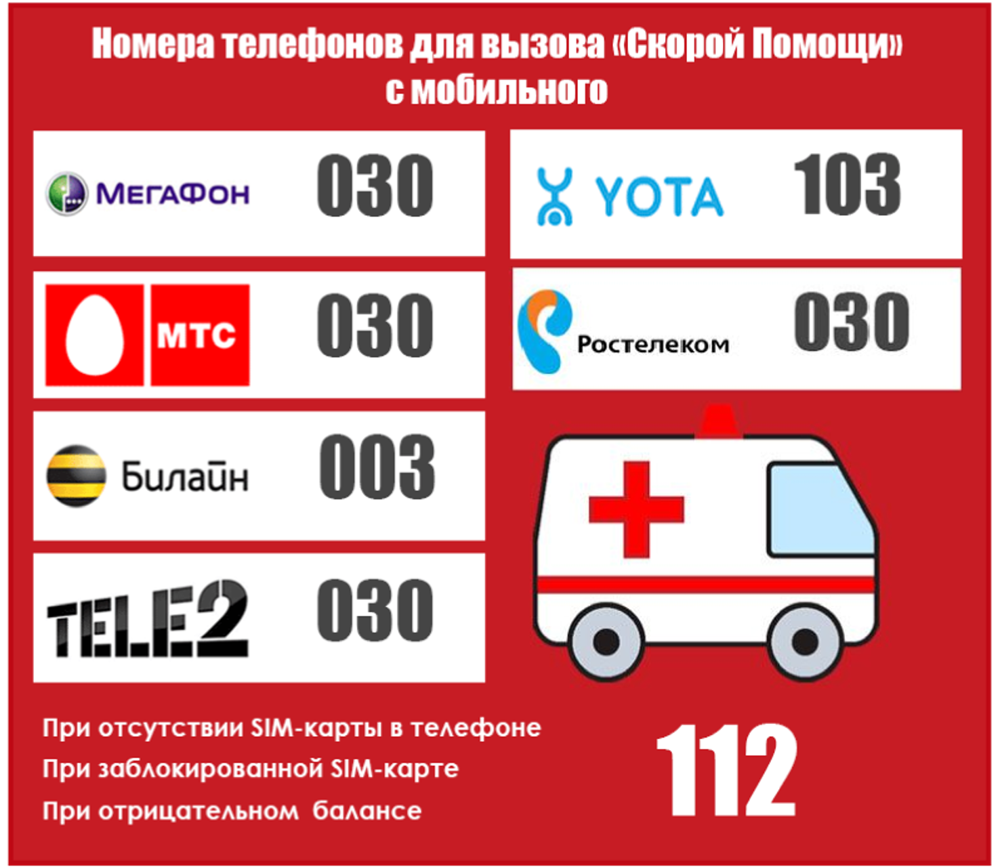 Номера телефонов для вызова «Скорой Помощи»
с мобильного
МЕГАФОН 030
YOTA 103
МТС 030
Ростелеком 030
Билайн 003
TELE2 030
При отсутствии SIM-карты в телефоне
При заблокированной SIM-карте
При отрицательном балансе
112